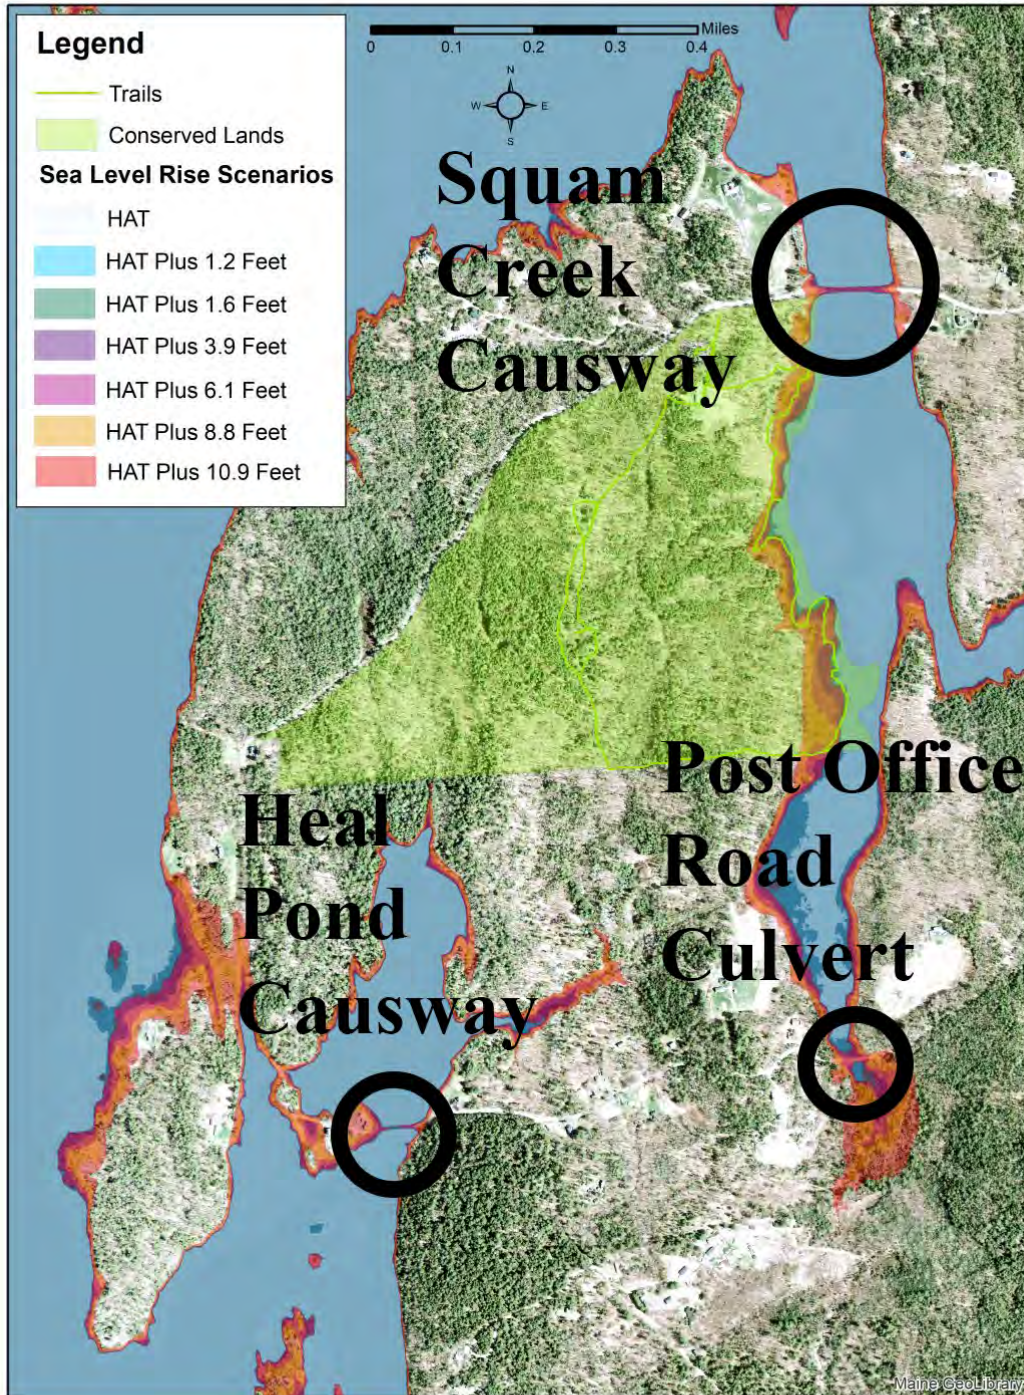 Legend
Trails
Conserved Lands
Sea Level Rise Scenarios
HAT
HAT Plus 1.2 Feet
HAT Plus 1.6 Feet
HAT Plus 3.9 Feet
HAT Plus 6.1 Feet
HAT Plus 8.8 Feet
HAT Plus 10.9 Feet
Miles
0 0.1 0.2 0.3 0.4
N
W E
S
Squam
Creek
Causway
Post Office
Road
Culvert
Heal
Pond
Causway
Maine GeoLibrary